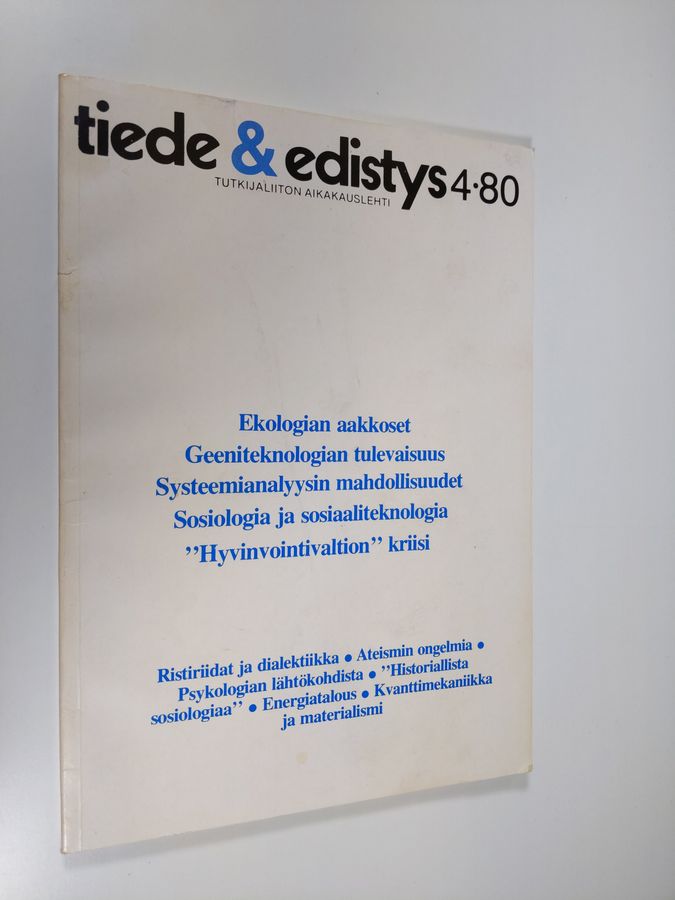 tiede & edistys 4·80
TUTKIJALIITON AIKAKAUSLEHTI
Ekologian aakkoset
Geeniteknologian tulevaisuus
Systeemianalyysin mahdollisuudet
Sosiologia ja sosiaaliteknologia
”Hyvinvointivaltion” kriisi
Ristiriidat ja dialektiikka ● Ateismin ongelmia ●
Psykologian lähtökohdista ● ”Historiallista
sosiologiaa” ● Energiatalous ● Kvanttimekaniikka
ja materialismi